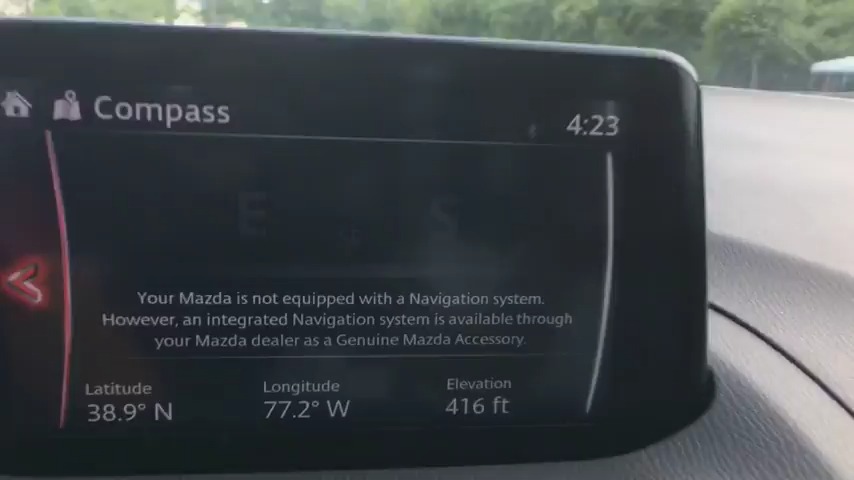 Compass
4:23
E
S
Your Mazda is not equipped with a Navigation system.
However, an integrated Navigation system is available through
your Mazda dealer as a Genuine Mazda Accessory.
Latitude
Longitude
Elevation
38.9° N
77.2° W
416 ft